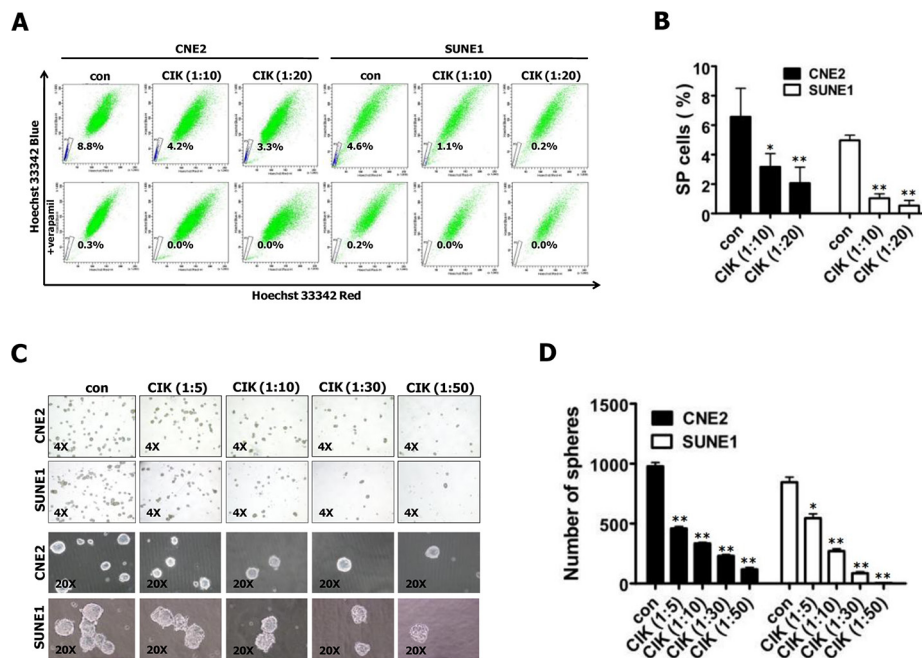 A
CNE2
SUNE1
con
CIK (1:10)
CIK (1:20)
con
CIK (1:10)
CIK (1:20)
8.8%
4.2%
3.3%
4.6%
1.1%
0.2%
0.3%
0.0%
0.0%
0.2%
0.0%
0.0%
Hoechst 33342 Blue
+verapamil
Hoechst 33342 Red
B
SP cells (%)
8
6
4
2
0
CNE2
SUNE1
*
**
**
**
con
CIK (1:10)
CIK (1:20)
con
CIK (1:10)
CIK (1:20)
C
con
CIK (1:5)
CIK (1:10)
CIK (1:30)
CIK (1:50)
CNE2
4X
4X
4X
4X
4X
SUNE1
4X
4X
4X
4X
4X
CNE2
20X
20X
20X
20X
20X
SUNE1
20X
20X
20X
20X
20X
D
Number of spheres
1500
1000
500
0
CNE2
SUNE1
**
**
**
**
*
**
**
**
con
CIK (1:5)
CIK (1:10)
CIK (1:30)
CIK (1:50)
con
CIK (1:5)
CIK (1:10)
CIK (1:30)
CIK (1:50)